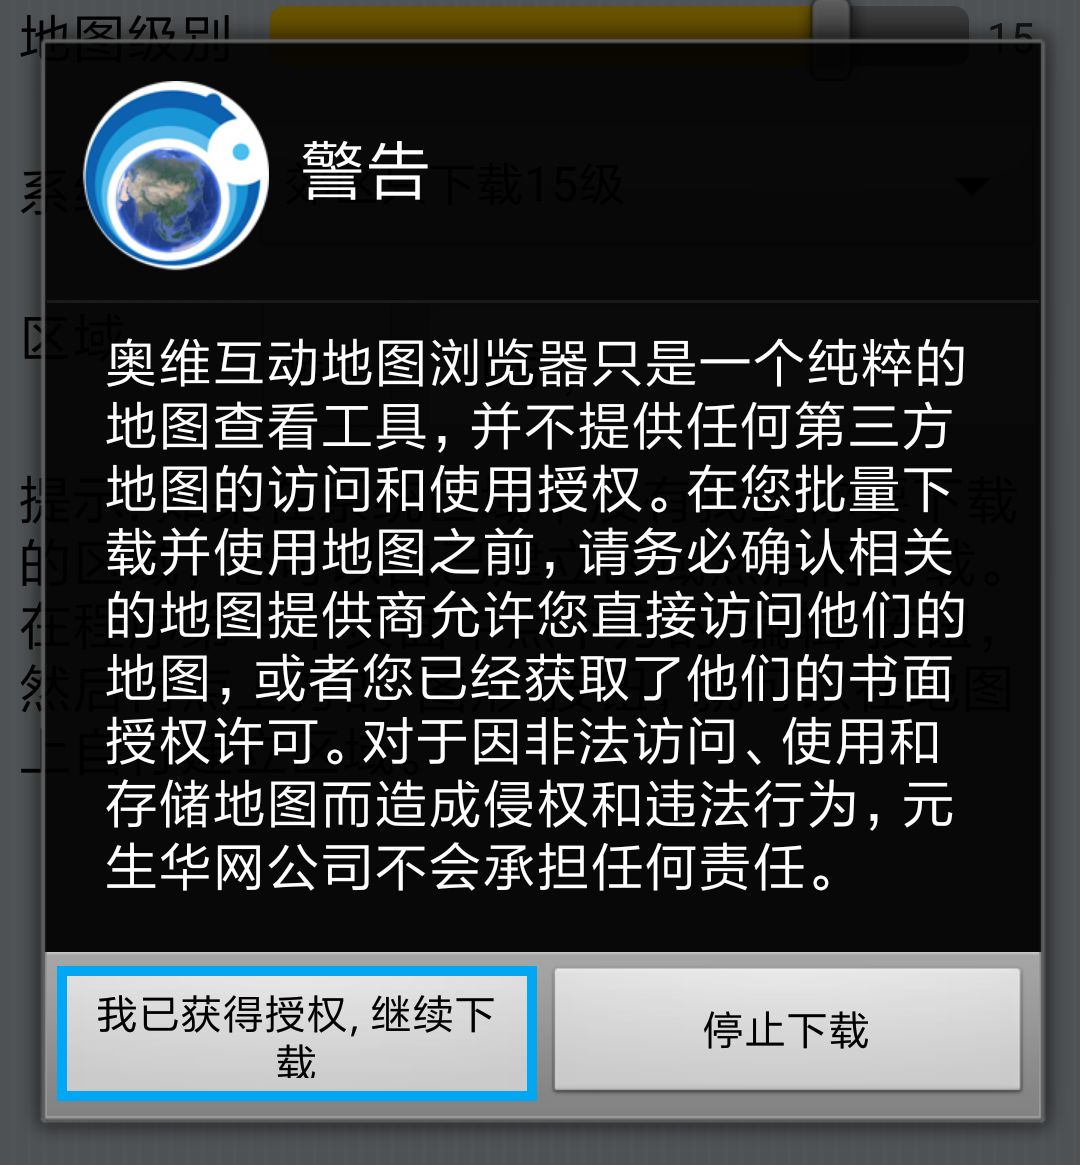 地图级别
15
警告
下载15级
区域
奥维互动地图浏览器只是一个纯粹的
地图查看工具，并不提供任何第三方
地图的访问和使用授权。在您批量下
载并使用地图之前，请务必确认相关
的地图提供商允许您直接访问他们的
地图，或者您已经获取了他们的书面
授权许可。对于因非法访问、使用和
存储地图而造成侵权和违法行为，元
生华网公司不会承担任何责任。
我已获得授权, 继续下
载
停止下载